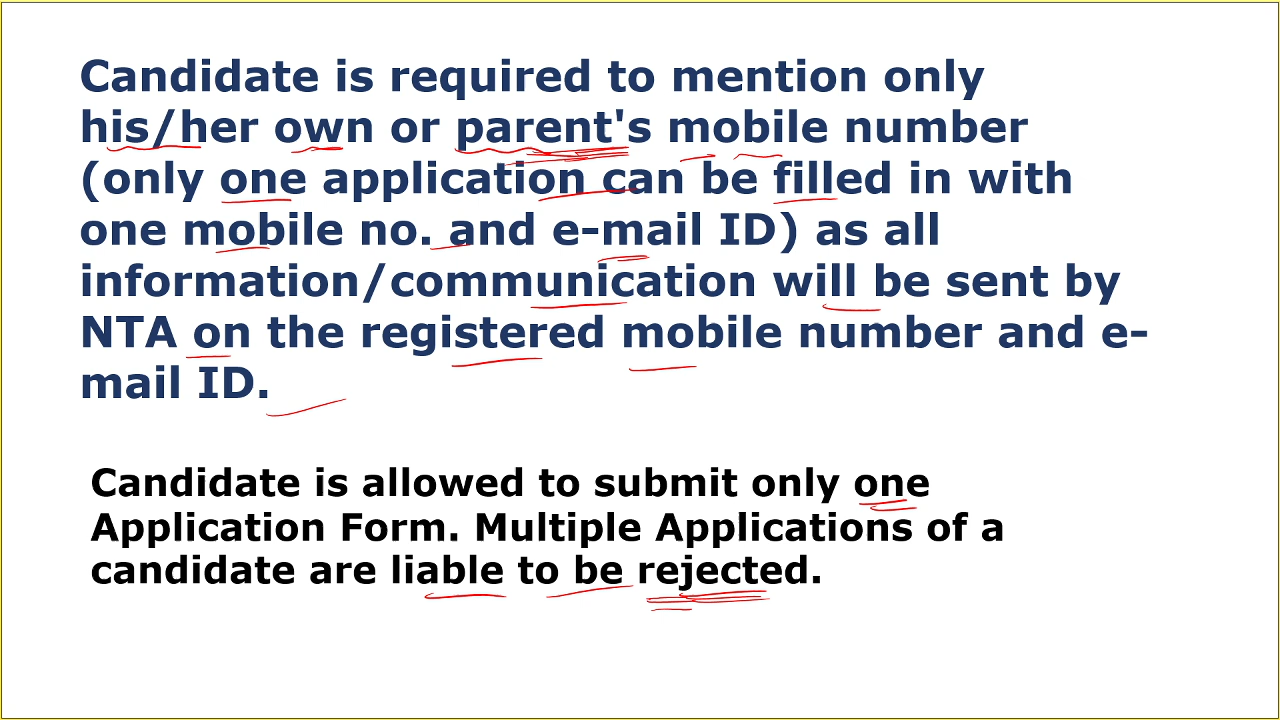 Candidate is required to mention only
his/her own or parent's mobile number
(only one application can be filled in with
one mobile no. and e-mail ID) as all
information/communication will be sent by
NTA on the registered mobile number and e-
mail ID.
Candidate is allowed to submit only one
Application Form. Multiple Applications of a
candidate are liable to be rejected.